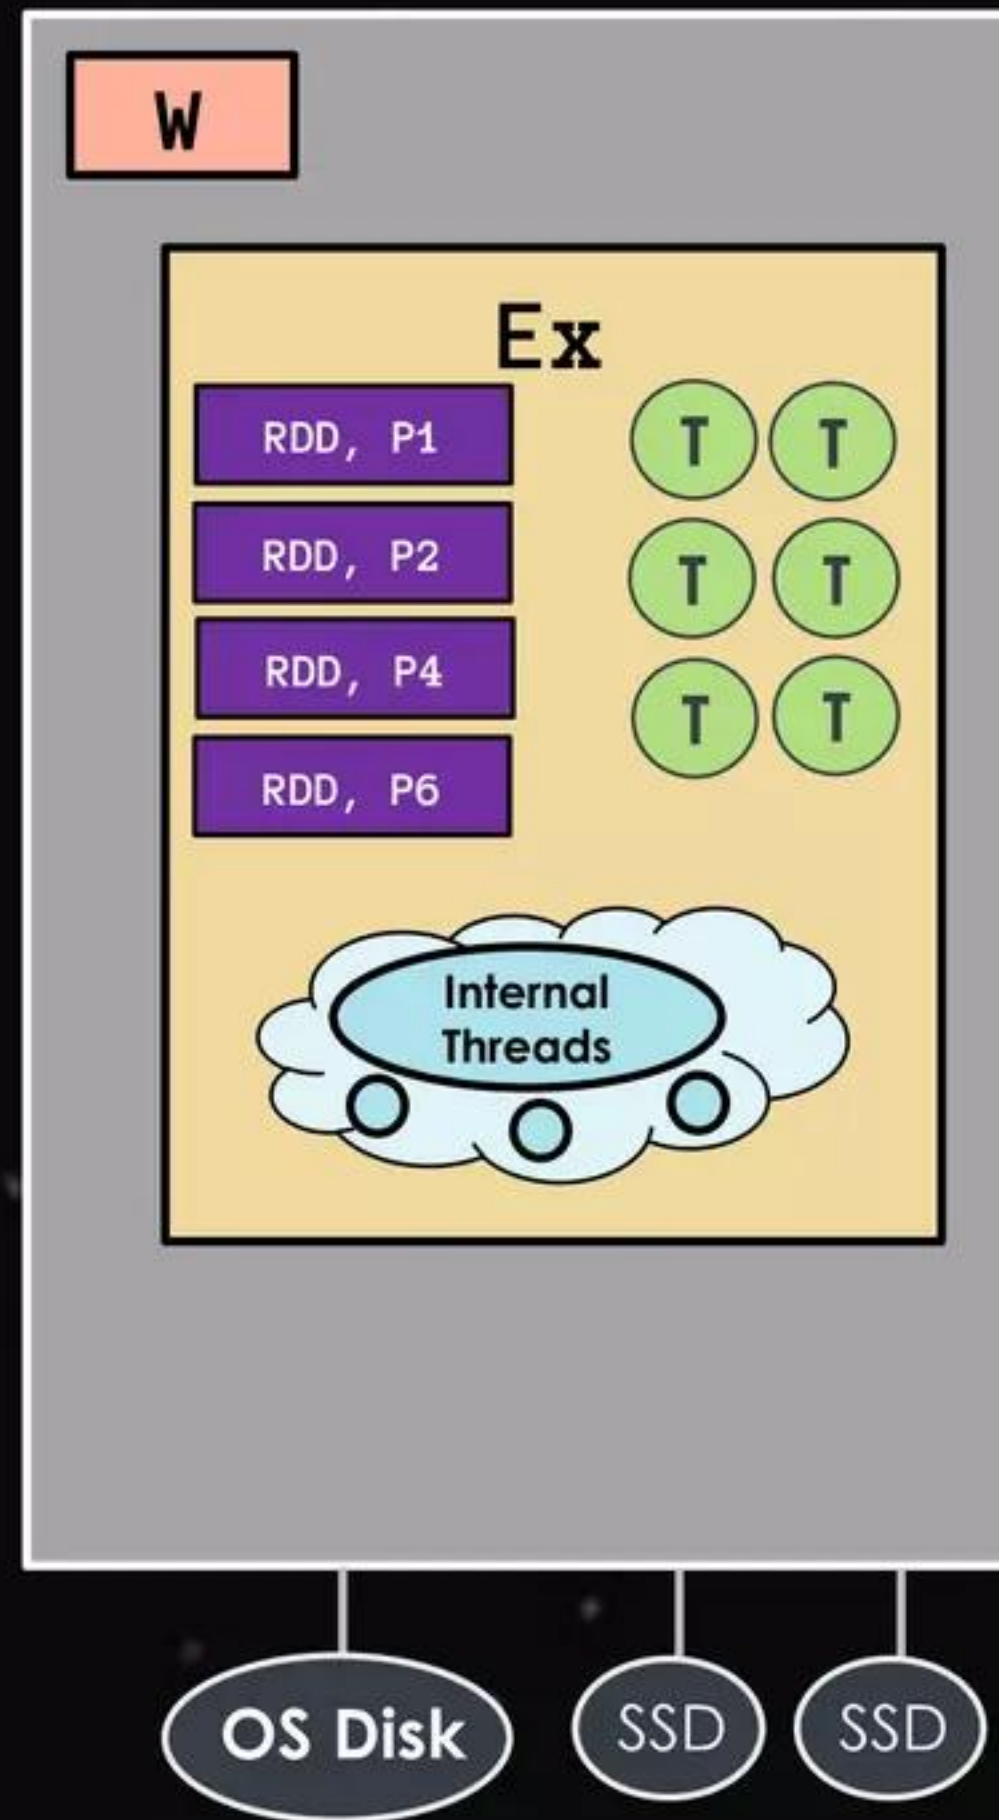 W
Ex
RDD, P1
T T
RDD, P2
T T
RDD, P4
T T
RDD, P6
Internal
Threads
OS Disk
SSD
SSD